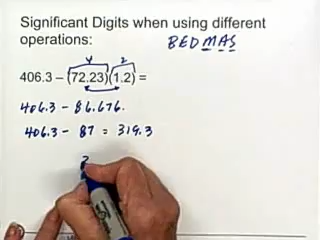 Significant Digits when using different
operations: BEDMAS
4 2
406.3 – (72.23)(1.2) =
406.3 – 86.676.
406.3 – 87 = 319.3